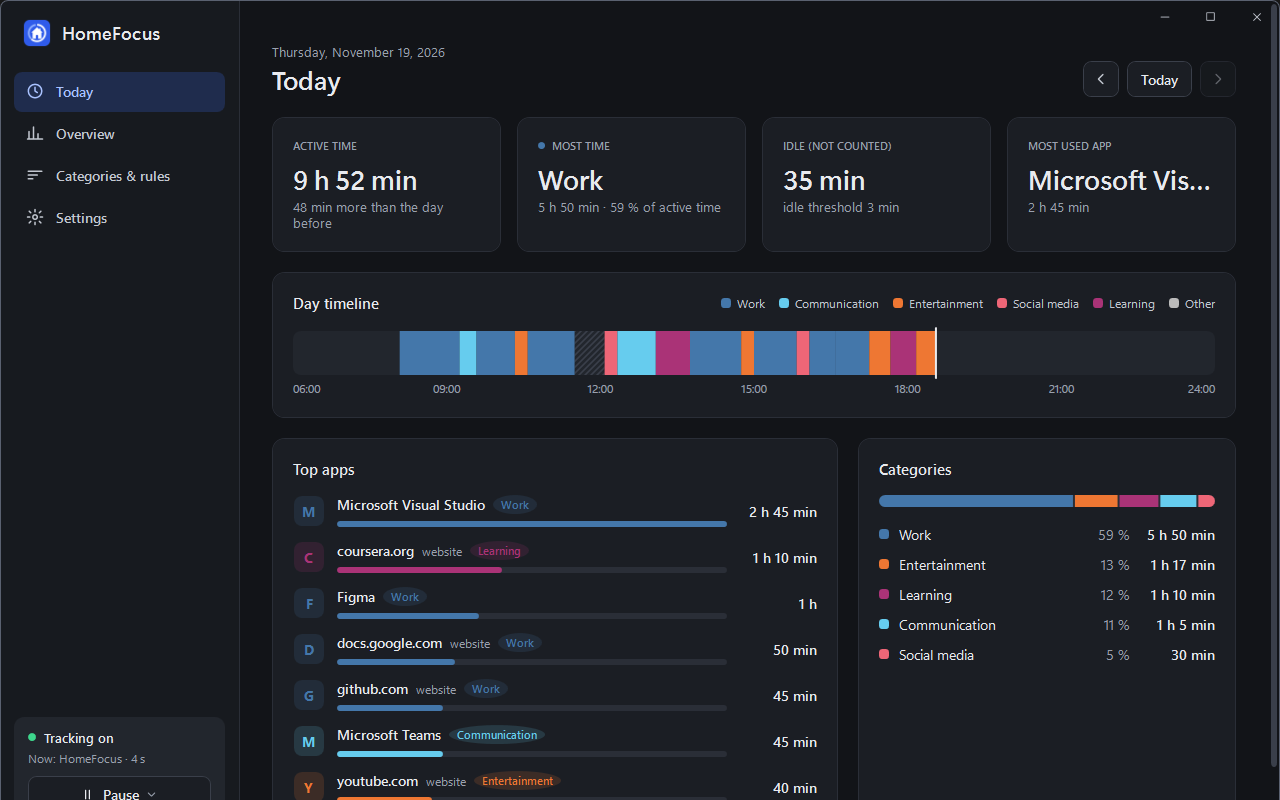 HomeFocus
Today
Overview
Categories & rules
Settings
Tracking on
Now: HomeFocus · 4 s
Pause
Thursday, November 19, 2026
Today
Today
ACTIVE TIME
9 h 52 min
48 min more than the day
before
MOST TIME
Work
5 h 50 min · 59 % of active time
IDLE (NOT COUNTED)
35 min
idle threshold 3 min
MOST USED APP
Microsoft Vis...
2 h 45 min
Day timeline
Work Communication Entertainment Social media Learning Other
06:00 09:00 12:00 15:00 18:00 21:00 24:00
Top apps
M Microsoft Visual Studio Work 2 h 45 min
C coursera.org website Learning 1 h 10 min
F Figma Work 1 h
D docs.google.com website Work 50 min
G github.com website Work 45 min
M Microsoft Teams Communication 45 min
Y youtube.com website Entertainment 40 min
Categories
Work 59 % 5 h 50 min
Entertainment 13 % 1 h 17 min
Learning 12 % 1 h 10 min
Communication 11 % 1 h 5 min
Social media 5 % 30 min